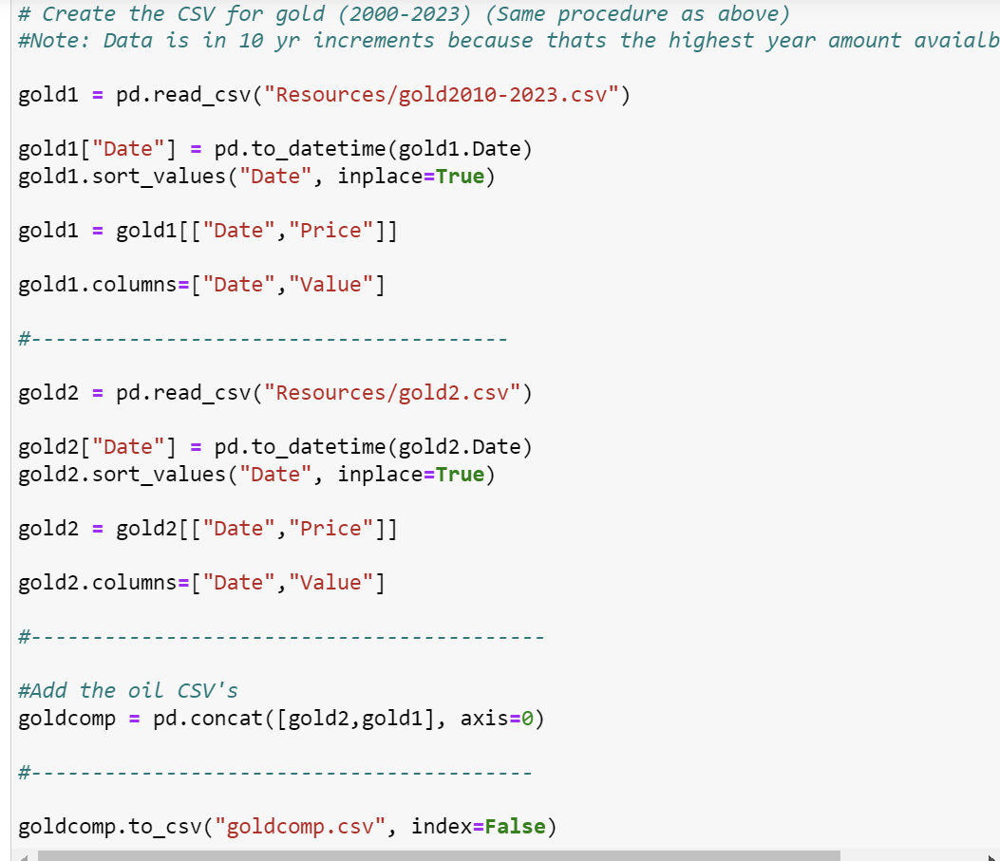 # Create the CSV for gold (2000-2023) (Same procedure as above)
#Note: Data is in 10 yr increments because thats the highest year amount avaialb
gold1 = pd.read_csv("Resources/gold2010-2023.csv")
gold1["Date"] = pd.to_datetime(gold1.Date)
gold1.sort_values("Date", inplace=True)
gold1 = gold1[["Date","Price"]]
gold1.columns=["Date","Value"]
#---------------------------------------
gold2 = pd.read_csv("Resources/gold2.csv")
gold2["Date"] = pd.to_datetime(gold2.Date)
gold2.sort_values("Date", inplace=True)
gold2 = gold2[["Date","Price"]]
gold2.columns=["Date","Value"]
#------------------------------------------
#Add the oil CSV's
goldcomp = pd.concat([gold2,gold1], axis=0)
#-----------------------------------------
goldcomp.to_csv("goldcomp.csv", index=False)